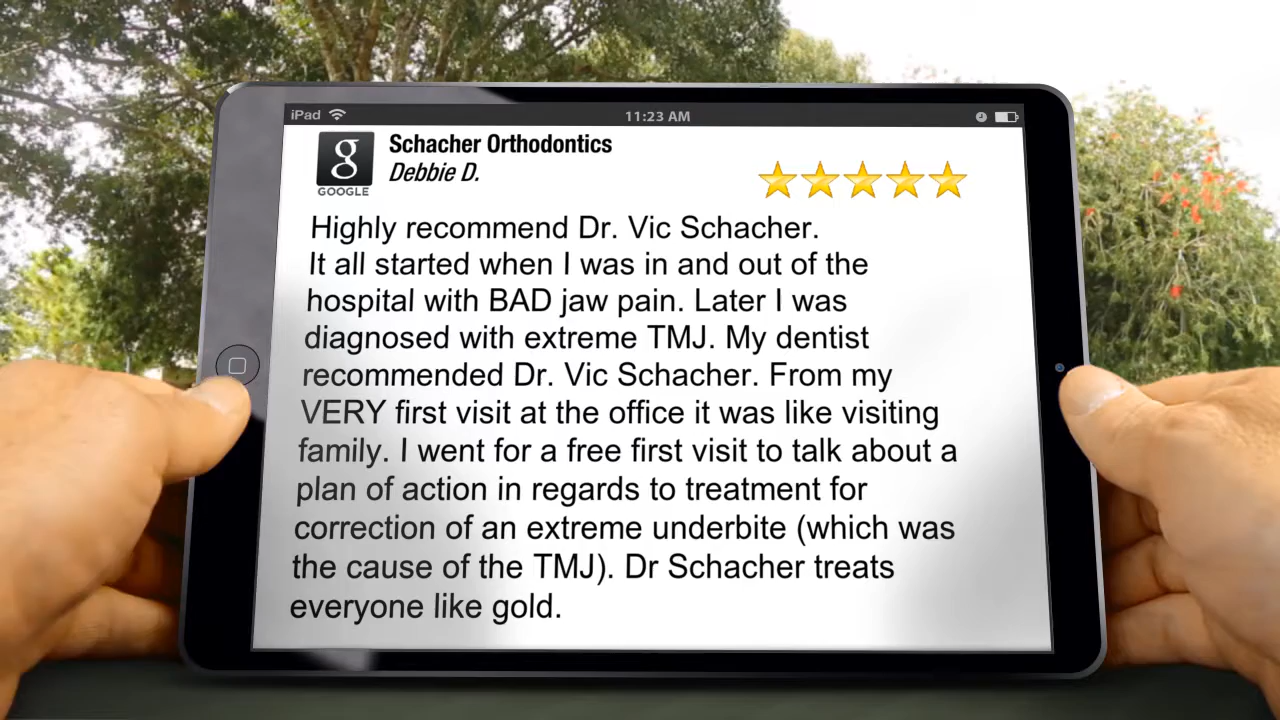 iPad
11:23 AM
g
GOOGLE
Schacher Orthodontics
Debbie D.
Highly recommend Dr. Vic Schacher.
It all started when I was in and out of the
hospital with BAD jaw pain. Later I was
diagnosed with extreme TMJ. My dentist
recommended Dr. Vic Schacher. From my
VERY first visit at the office it was like visiting
family. I went for a free first visit to talk about a
plan of action in regards to treatment for
correction of an extreme underbite (which was
the cause of the TMJ). Dr Schacher treats
everyone like gold.